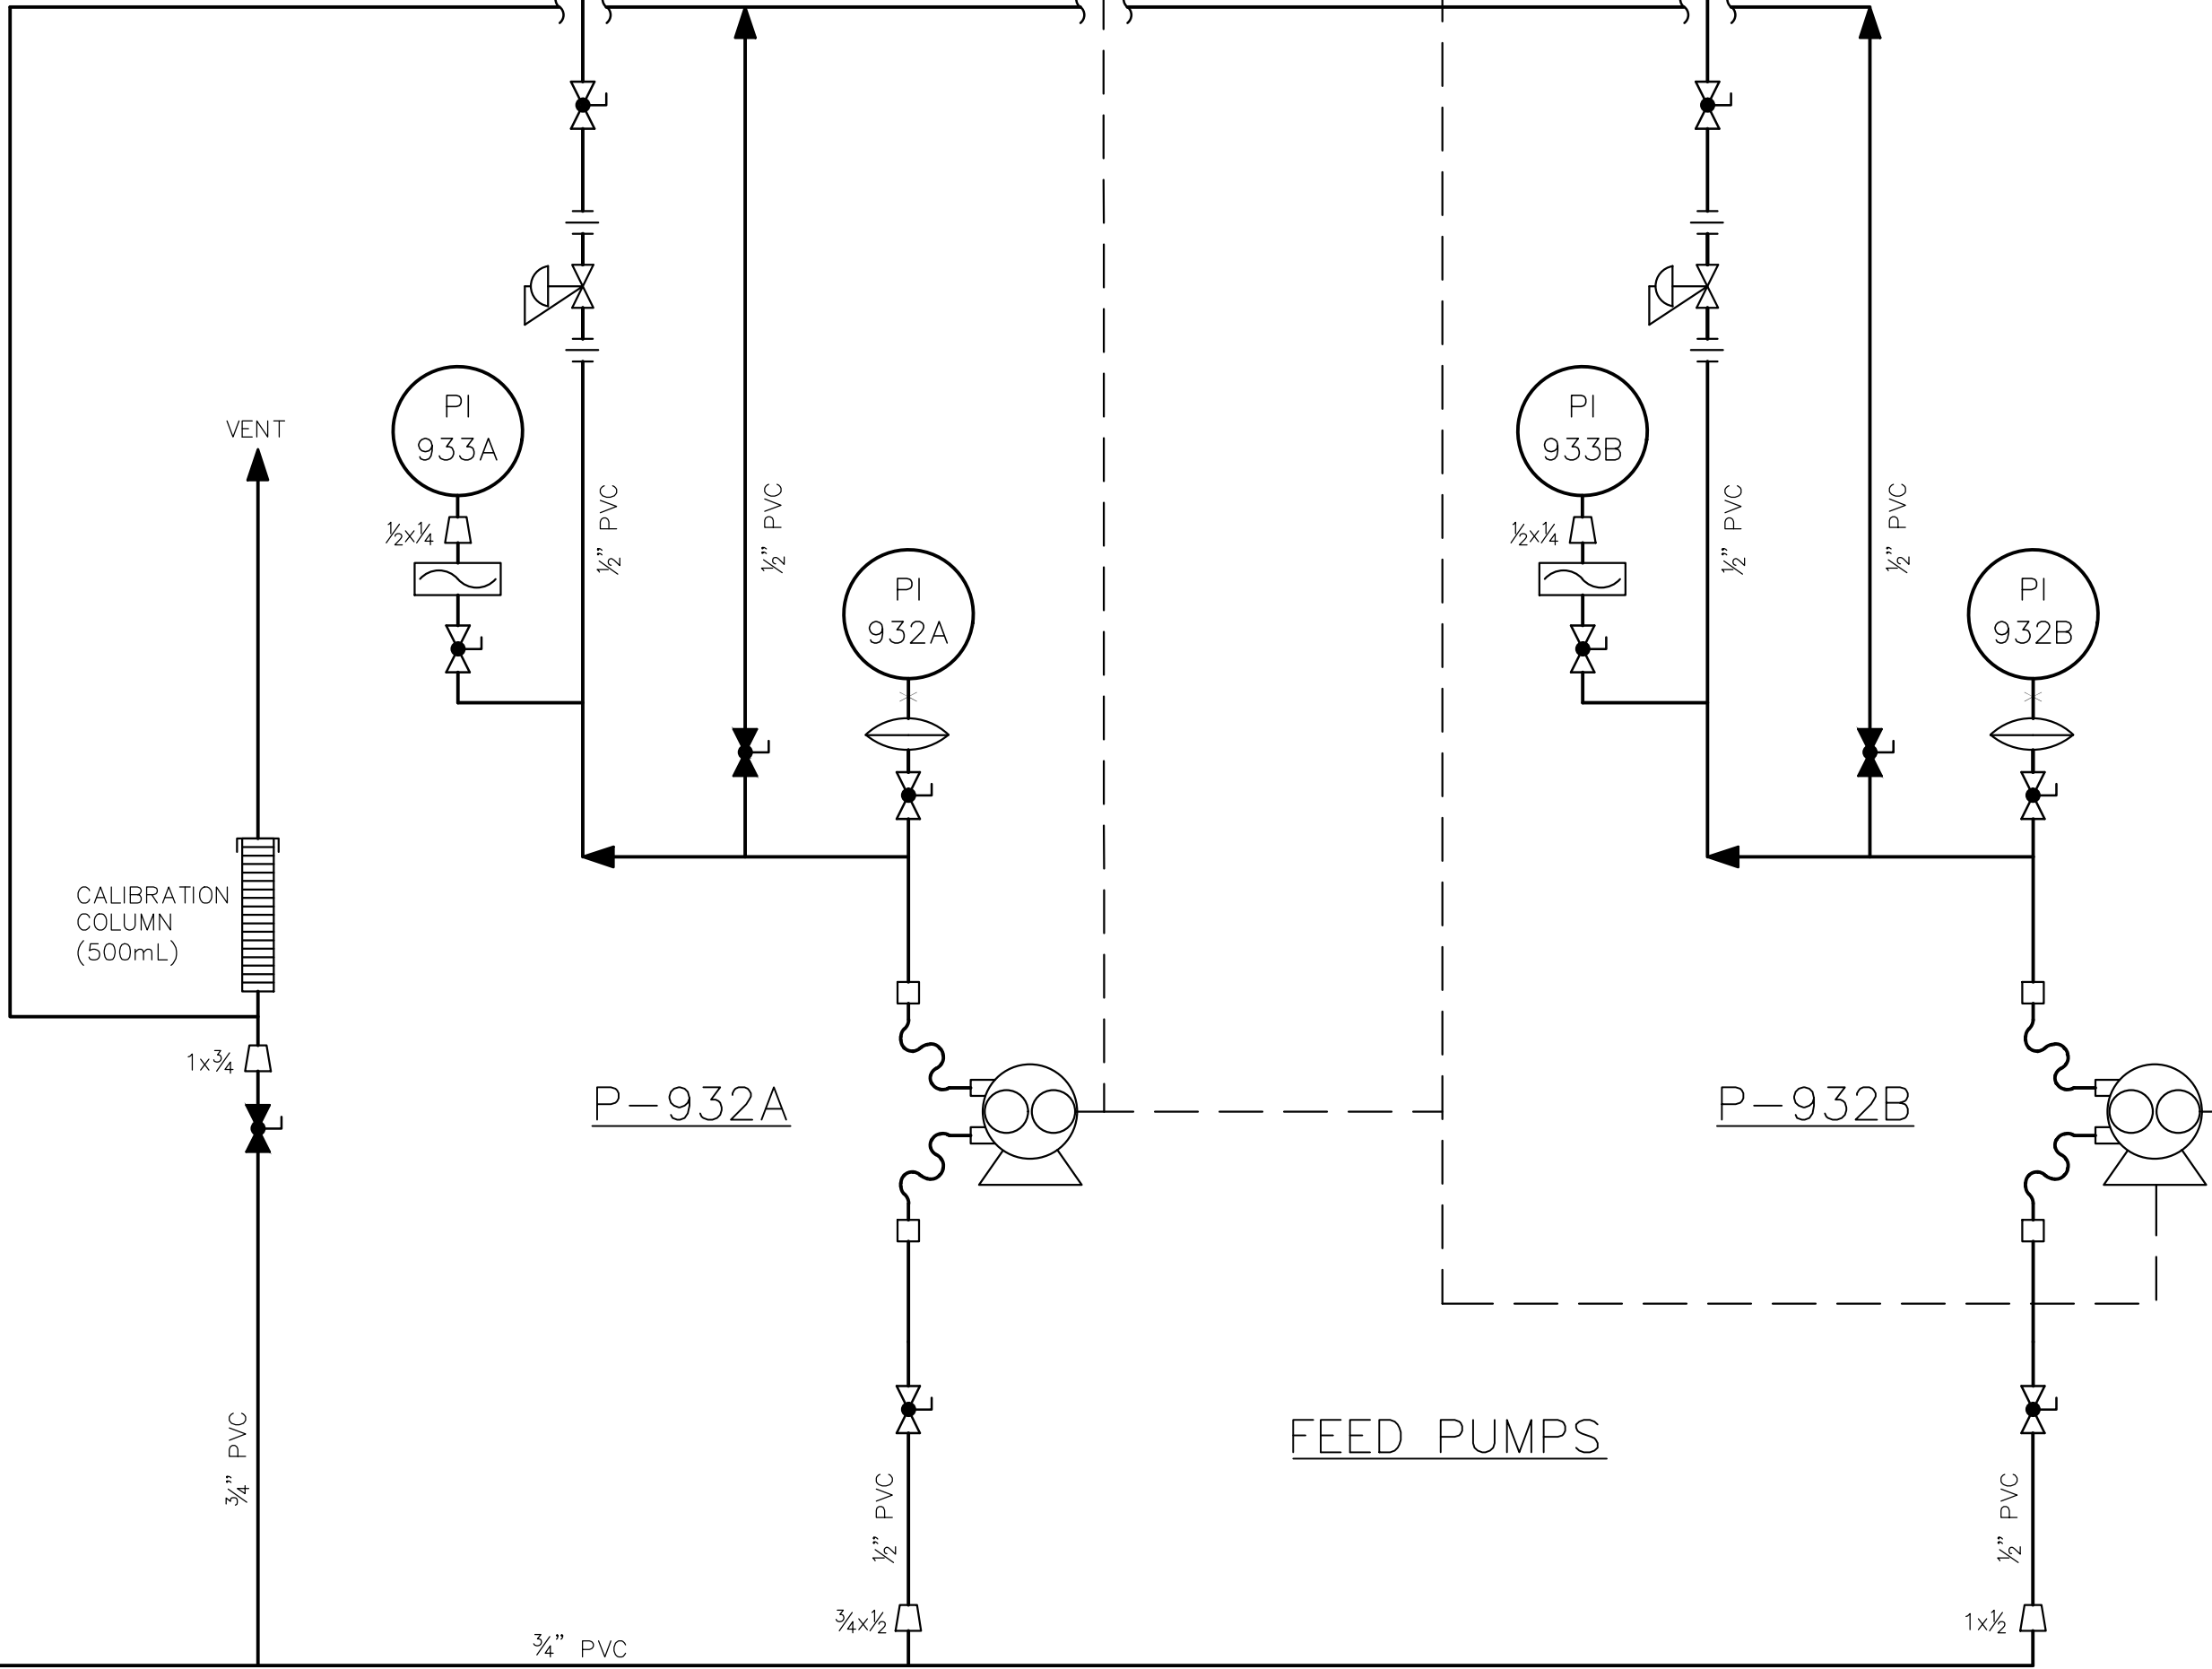 VENT
PI
933A
½x¼
½" PVC
½" PVC
PI
932A
PI
933B
½x¼
½" PVC
½" PVC
PI
932B
CALIBRATION
COLUMN
(500mL)
1x¾
P-932A
P-932B
¾" PVC
FEED PUMPS
½" PVC
½" PVC
¾x½
1x½
¾" PVC